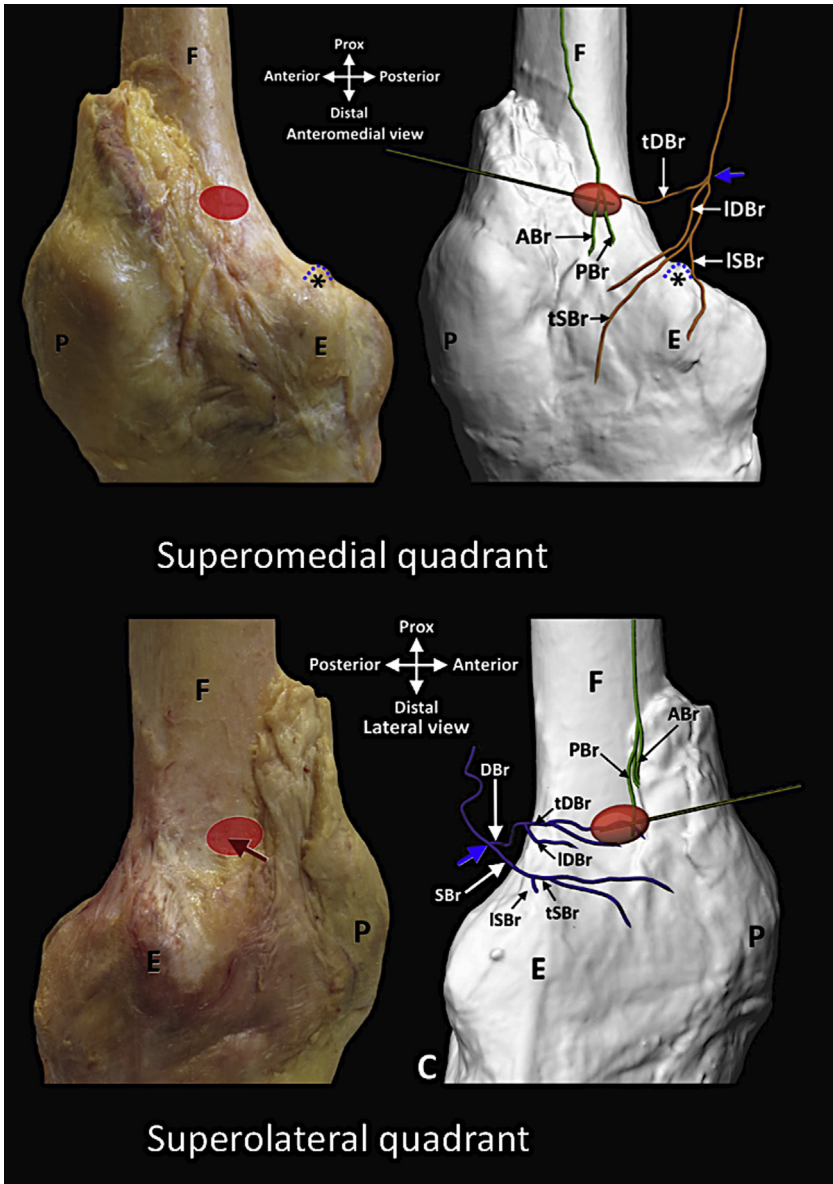 F
Prox
Anterior Posterior
Distal
Anteromedial view
F
tDBr
lDBr
ABr
PBr
lSBr
*
*
tSBr
P
E
P
E
Superomedial quadrant
Prox
Posterior Anterior
Distal
Lateral view
F
F
ABr
PBr
DBr
tDBr
lDBr
SBr
lSBr
tSBr
E
P
E
P
C
Superolateral quadrant